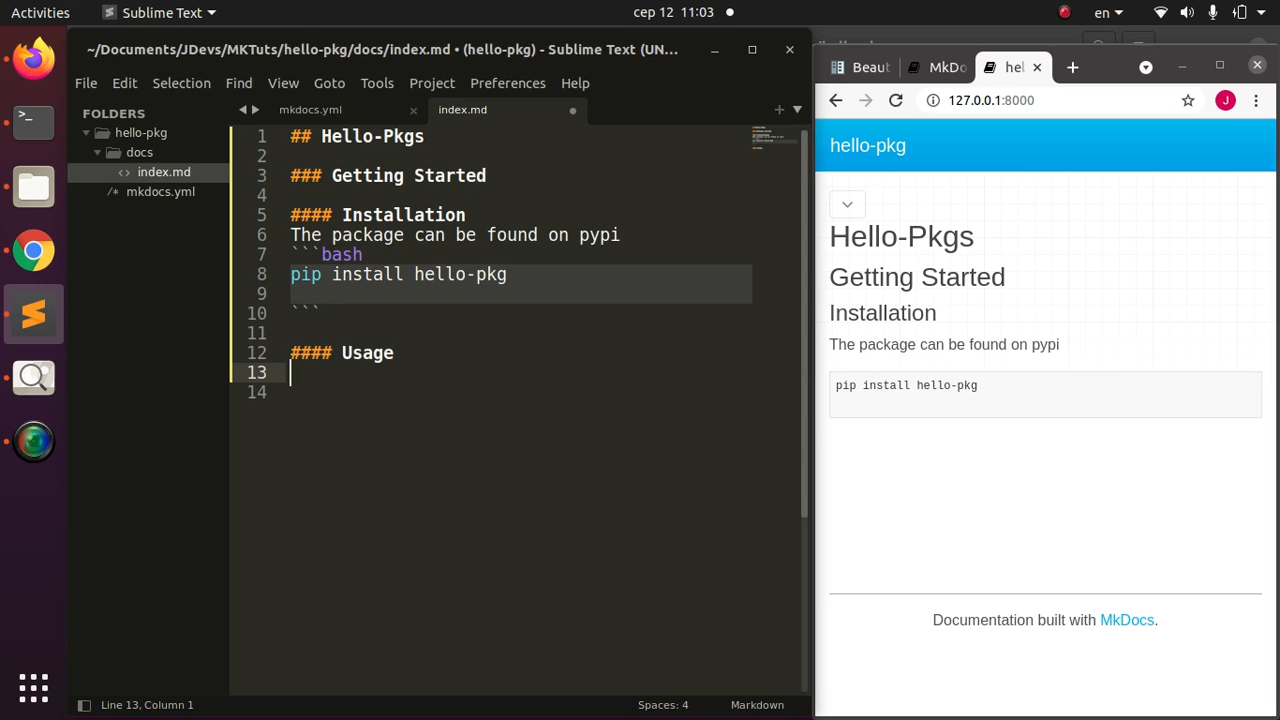 Activities
Sublime Text
сер 12 11:03
en
~/Documents/JDevs/MKTuts/hello-pkg/docs/index.md • (hello-pkg) - Sublime Text (UN...
File Edit Selection Find Goto Tools Project Preferences Help
FOLDERS
hello-pkg
docs
index.md
mkdocs.yml
mkdocs.yml
index.md
1 ## Hello-Pkgs
2
3 ### Getting Started
4
5 #### Installation
6 The package can be found on pypi
7 ```bash
8 pip install hello-pkg
9
10 ```
11
12 #### Usage
13
14
Line 13, Column 1
Spaces: 4
Markdown
Beaut
MkDo
hel
127.0.0.1:8000
J
hello-pkg
Hello-Pkgs
Getting Started
Installation
The package can be found on pypi
pip install hello-pkg
Documentation built with MkDocs.